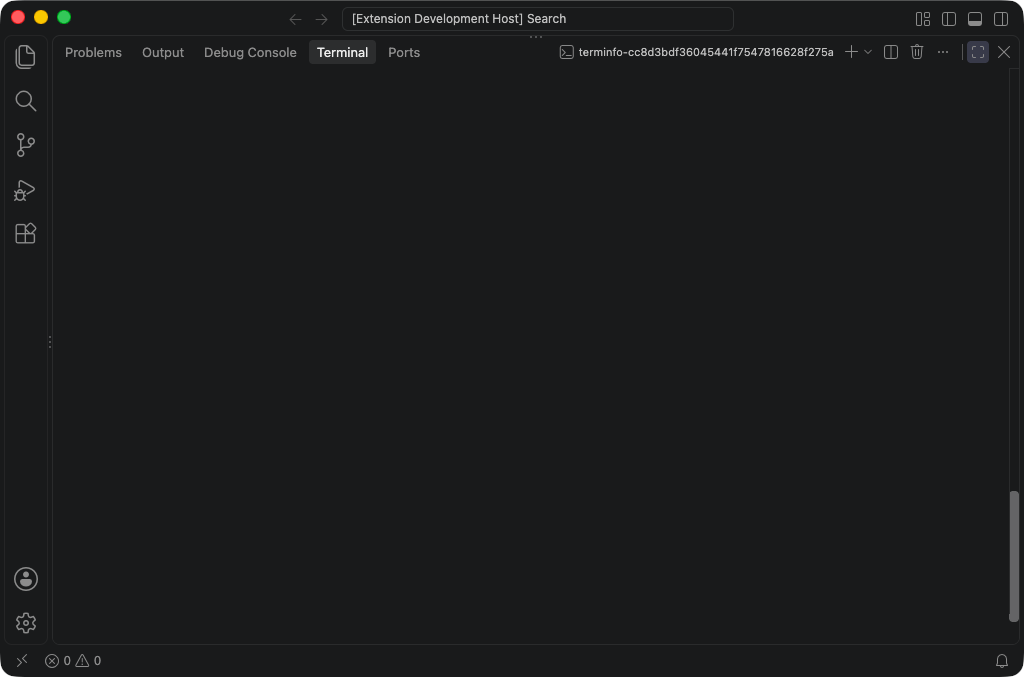 [Extension Development Host] Search
Problems Output Debug Console Terminal Ports terminfo-cc8d3bdf36045441f7547816628f275a
0 0